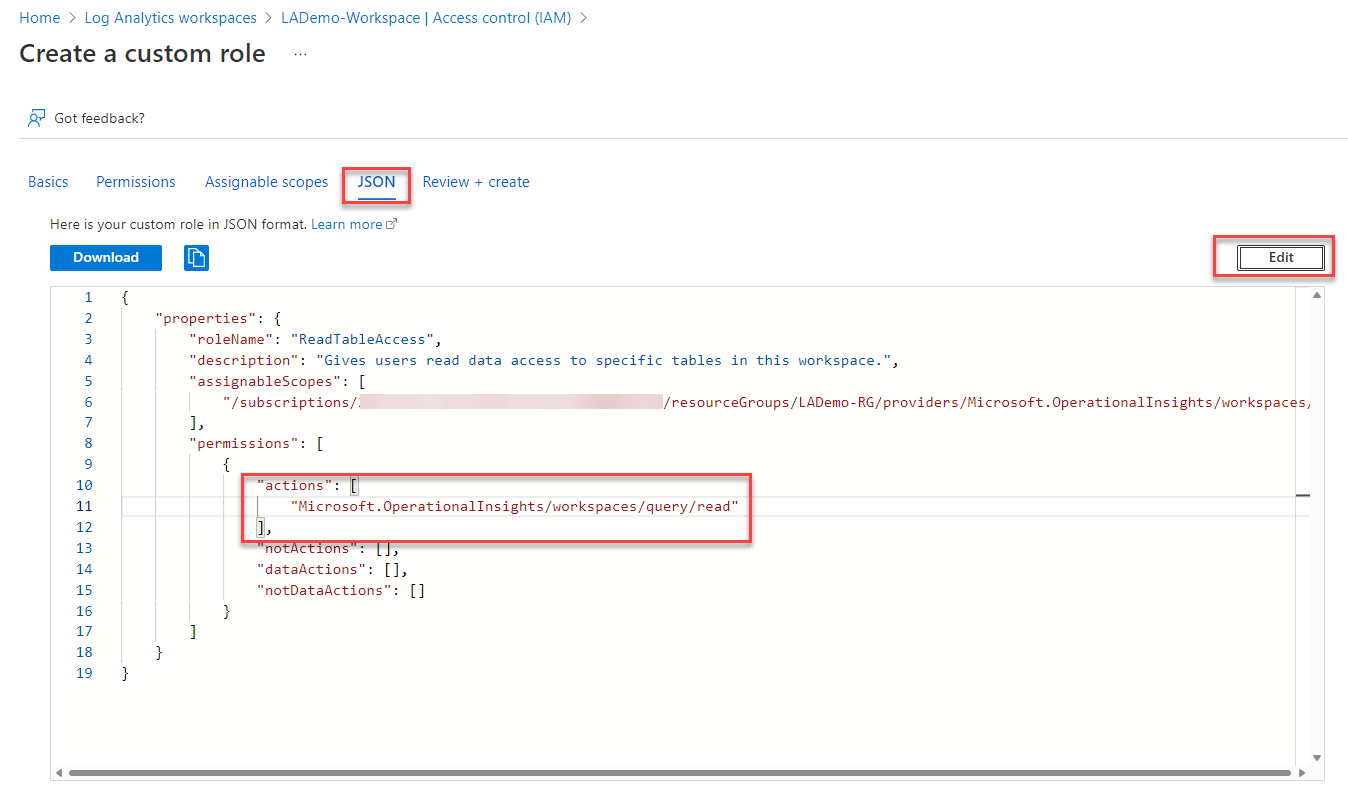 Home > Log Analytics workspaces > LADemo-Workspace | Access control (IAM) >
Create a custom role ...
Got feedback?
Basics Permissions Assignable scopes JSON Review + create
Here is your custom role in JSON format. Learn more
Download
Edit
1 {
2 "properties": {
3 "roleName": "ReadTableAccess",
4 "description": "Gives users read data access to specific tables in this workspace.",
5 "assignableScopes": [
6 "/subscriptions/ /resourceGroups/LADemo-RG/providers/Microsoft.OperationalInsights/workspaces/
7 ],
8 "permissions": [
9 {
10 "actions": [
11 "Microsoft.OperationalInsights/workspaces/query/read"
12 ],
13 "notActions": [],
14 "dataActions": [],
15 "notDataActions": []
16 }
17 ]
18 }
19 }